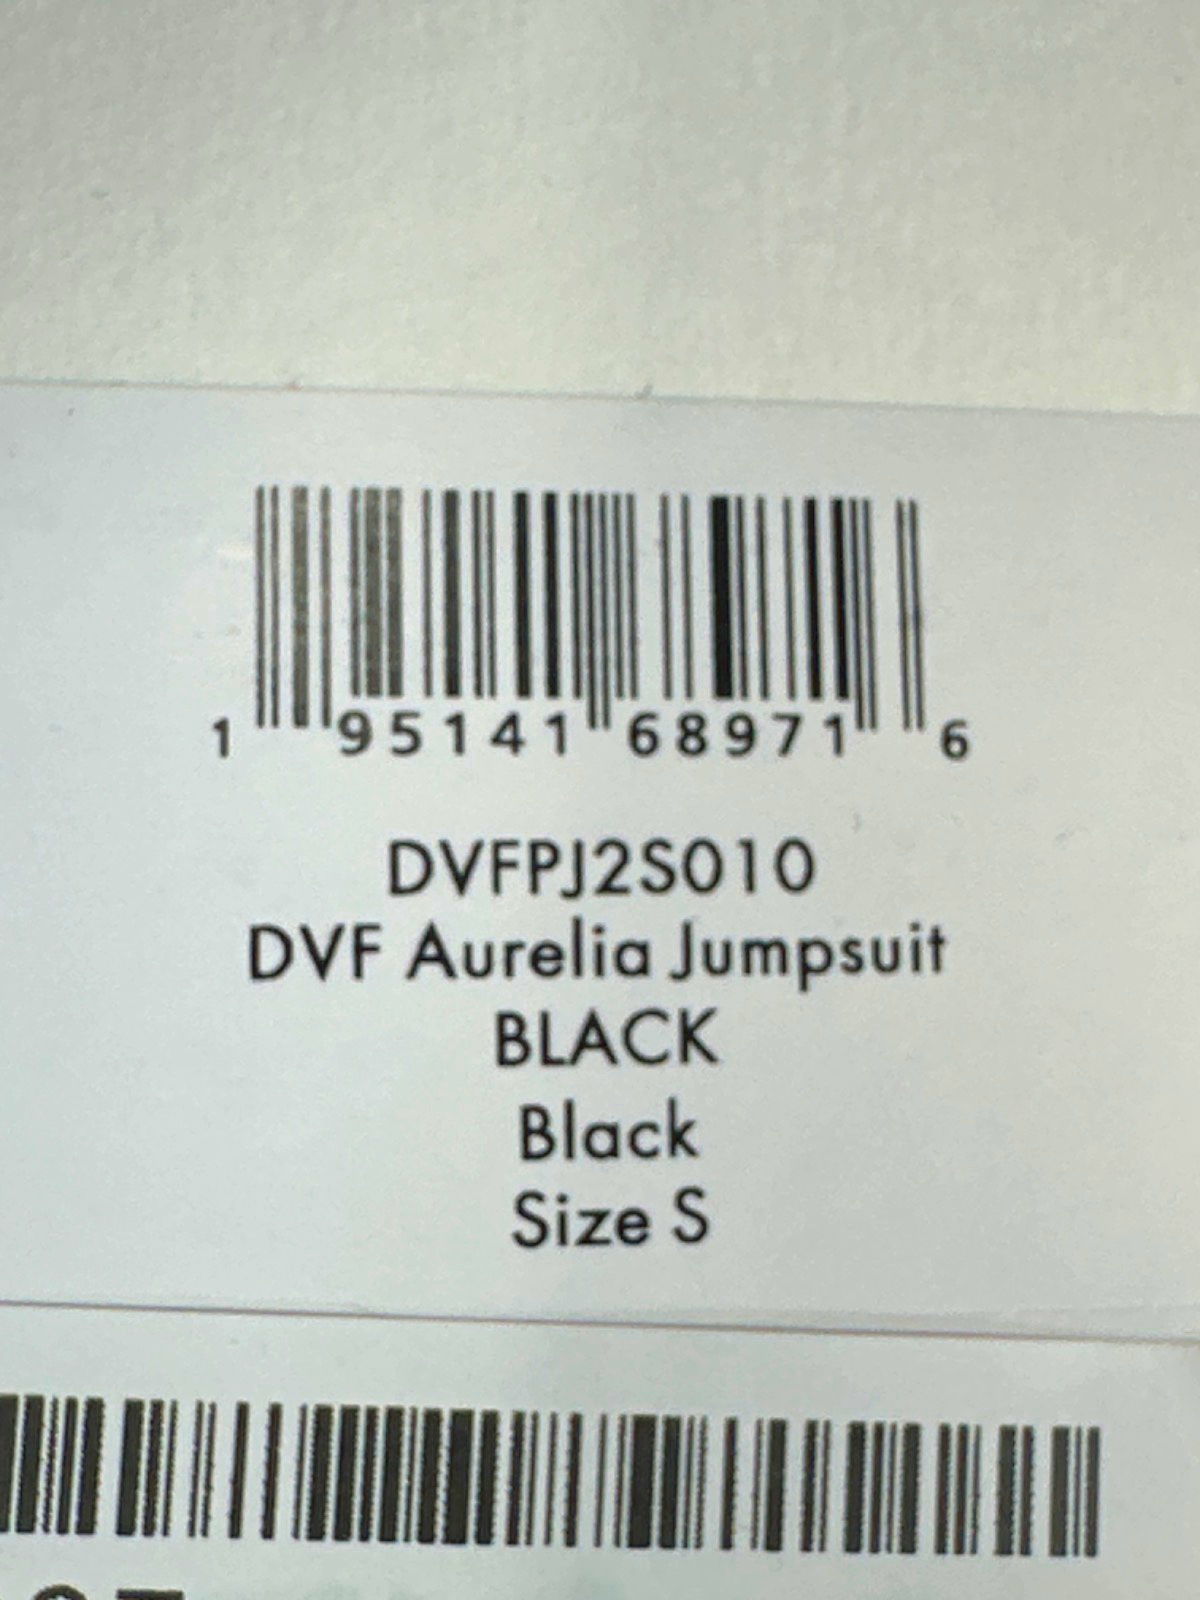 1 95141 68971 6
DVFPJ2S010
DVF Aurelia Jumpsuit
BLACK
Black
Size S